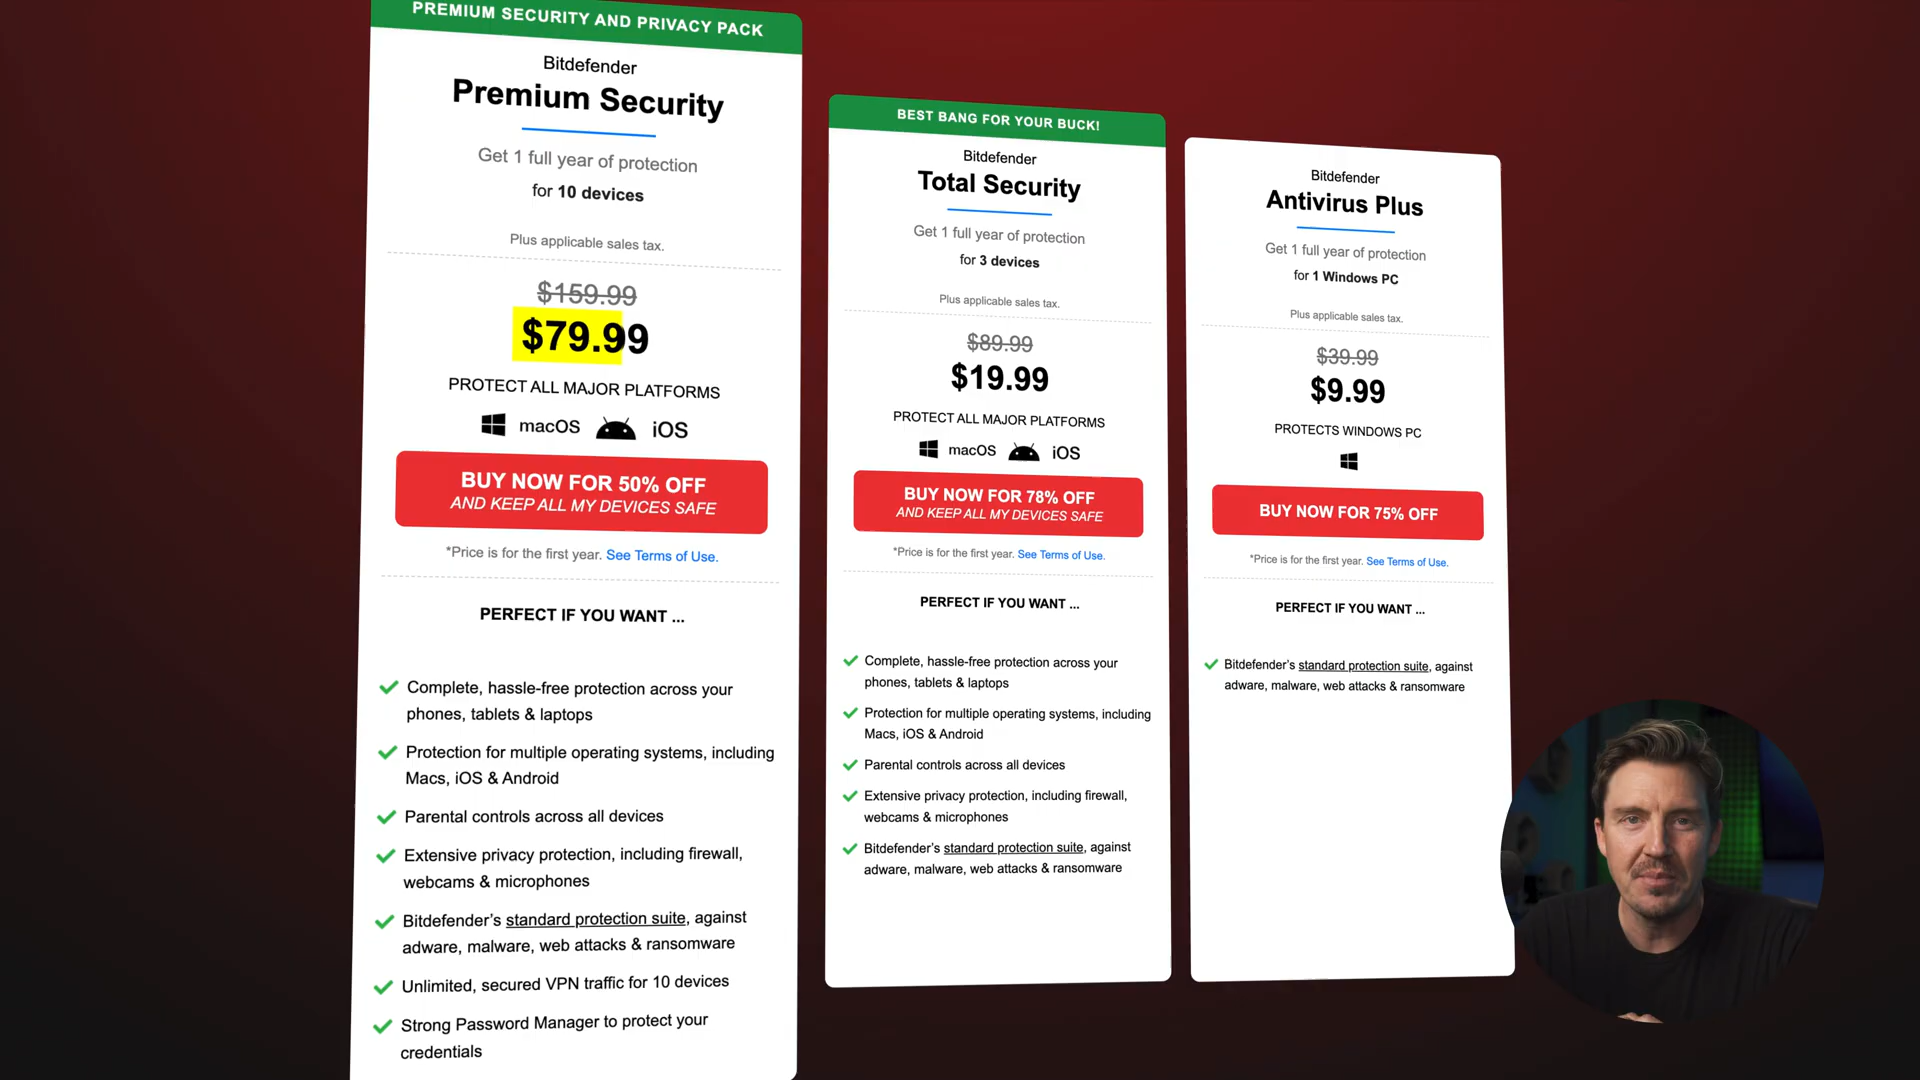 PREMIUM SECURITY AND PRIVACY PACK
Bitdefender
Premium Security
Get 1 full year of protection
for 10 devices
Plus applicable sales tax.
$159.99
$79.99
PROTECT ALL MAJOR PLATFORMS
macOS iOS
BUY NOW FOR 50% OFF
AND KEEP ALL MY DEVICES SAFE
*Price is for the first year. See Terms of Use.
PERFECT IF YOU WANT ...
Complete, hassle-free protection across your
phones, tablets & laptops
Protection for multiple operating systems, including
Macs, iOS & Android
Parental controls across all devices
Extensive privacy protection, including firewall,
webcams & microphones
Bitdefender's standard protection suite, against
adware, malware, web attacks & ransomware
Unlimited, secured VPN traffic for 10 devices
Strong Password Manager to protect your
credentials
BEST BANG FOR YOUR BUCK!
Bitdefender
Total Security
Get 1 full year of protection
for 3 devices
Plus applicable sales tax.
$89.99
$19.99
PROTECT ALL MAJOR PLATFORMS
macOS iOS
BUY NOW FOR 78% OFF
AND KEEP ALL MY DEVICES SAFE
*Price is for the first year. See Terms of Use.
PERFECT IF YOU WANT ...
Complete, hassle-free protection across your
phones, tablets & laptops
Protection for multiple operating systems, including
Macs, iOS & Android
Parental controls across all devices
Extensive privacy protection, including firewall,
webcams & microphones
Bitdefender's standard protection suite, against
adware, malware, web attacks & ransomware
Bitdefender
Antivirus Plus
Get 1 full year of protection
for 1 Windows PC
Plus applicable sales tax.
$39.99
$9.99
PROTECTS WINDOWS PC
BUY NOW FOR 75% OFF
*Price is for the first year. See Terms of Use.
PERFECT IF YOU WANT ...
Bitdefender's standard protection suite, against
adware, malware, web attacks & ransomware